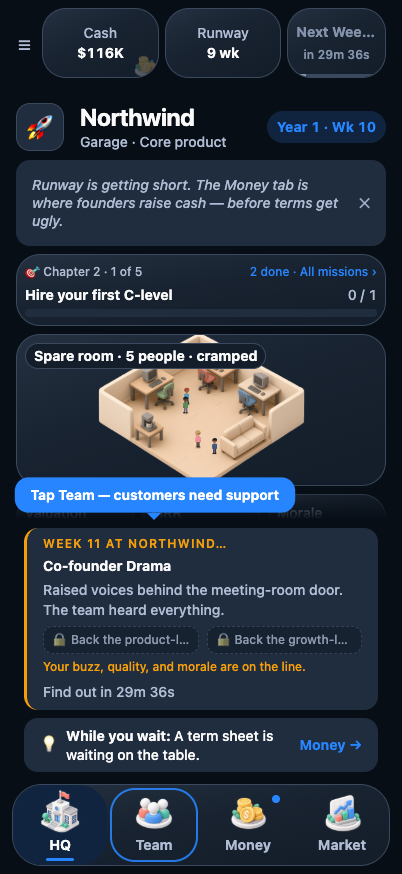 Cash
$116K
Runway
9 wk
Next Wee...
in 29m 36s
Northwind
Garage · Core product
Year 1 · Wk 10
Runway is getting short. The Money tab is
where founders raise cash — before terms get
ugly.
Chapter 2 · 1 of 5
2 done · All missions ›
Hire your first C-level
0 / 1
Spare room · 5 people · cramped
Tap Team — customers need support
Valuation
Morale
WEEK 11 AT NORTHWIND...
Co-founder Drama
Raised voices behind the meeting-room door.
The team heard everything.
Back the product-l...
Back the growth-l...
Your buzz, quality, and morale are on the line.
Find out in 29m 36s
While you wait: A term sheet is
waiting on the table.
Money →
HQ
Team
Money
Market